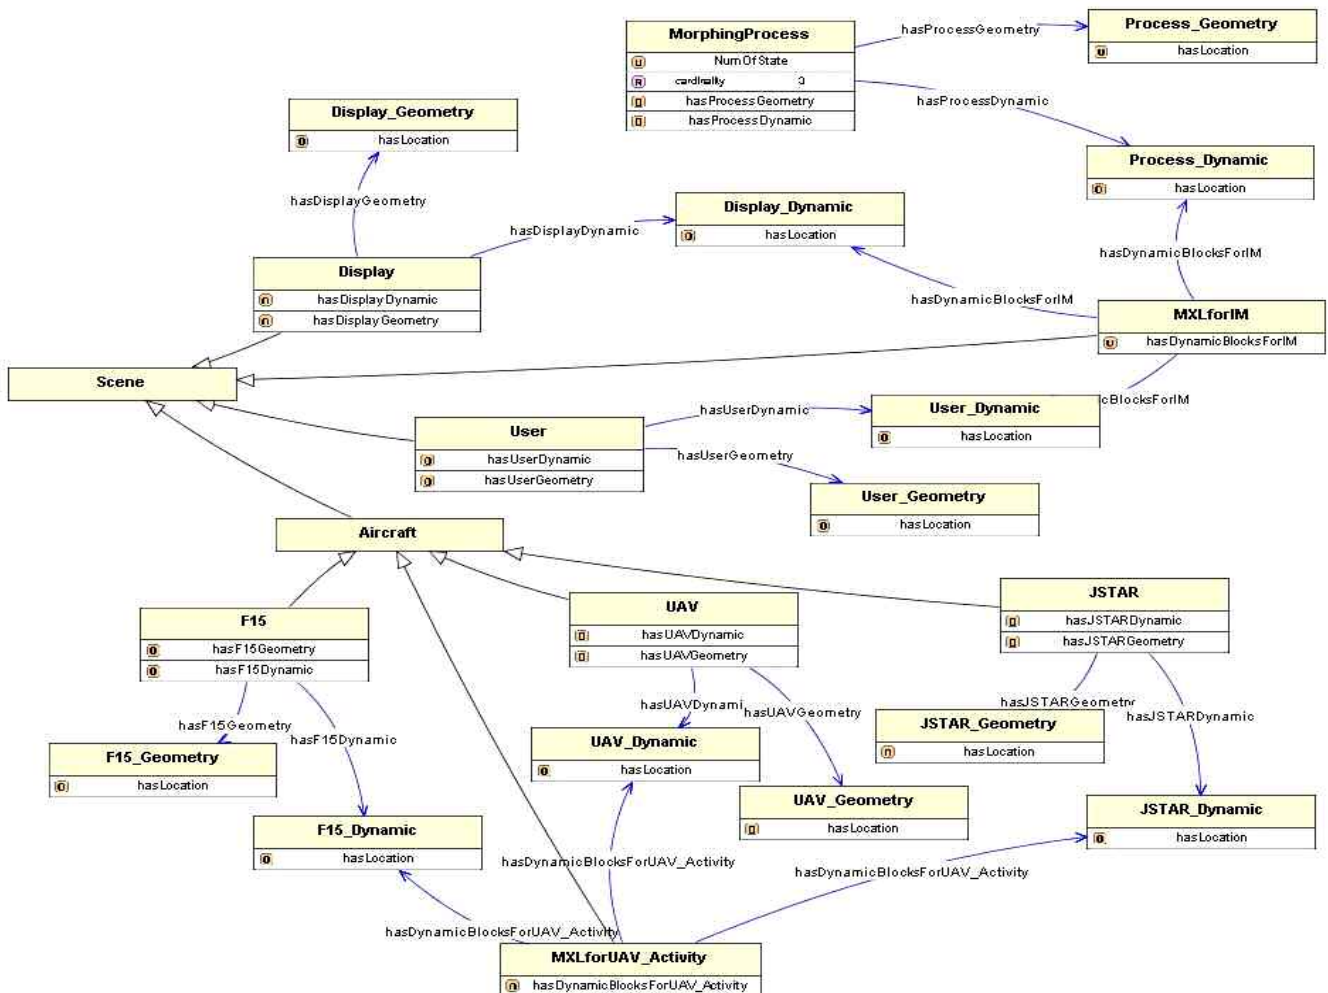 MorphingProcess
NumOfState
cardinality 3
hasProcessGeometry
hasProcessDynamic
hasProcessGeometry
Process_Geometry
hasLocation
hasProcessDynamic
Display_Geometry
hasLocation
Process_Dynamic
hasLocation
hasDisplayGeometry
Display_Dynamic
hasLocation
hasDisplayDynamic
hasDynamicBlocksForIM
Display
hasDisplayDynamic
hasDisplayGeometry
hasDynamicBlocksForIM
MXLforIM
hasDynamicBlocksForIM
Scene
cBlocksForIM
hasUserDynamic
User_Dynamic
hasLocation
User
hasUserDynamic
hasUserGeometry
hasUserGeometry
User_Geometry
hasLocation
Aircraft
F15
hasF15Geometry
hasF15Dynamic
UAV
hasUAVDynamic
hasUAVGeometry
JSTAR
hasJSTARDynamic
hasJSTARGeometry
hasF15Geometry
hasF15Dynamic
hasUAVDynami
hasUAVGeometry
hasJSTARGeometry
hasJSTARDynamic
F15_Geometry
hasLocation
UAV_Dynamic
hasLocation
JSTAR_Geometry
hasLocation
F15_Dynamic
hasLocation
UAV_Geometry
hasLocation
JSTAR_Dynamic
hasLocation
hasDynamicBlocksForUAV_Activity
hasDynamicBlocksForUAV_Activity
hasDynamicBlocksForUAV_Activity
MXLforUAV_Activity
hasDynamicBlocksForUAV_Activity